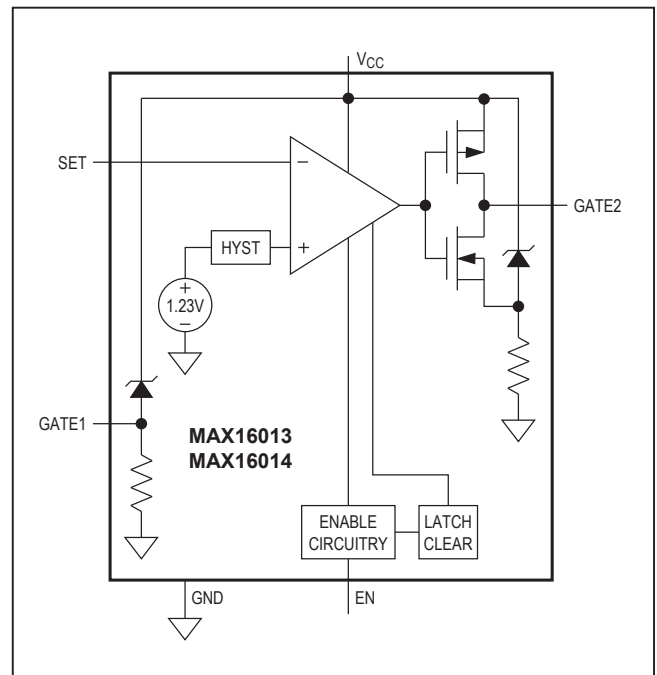 VCC
SET
−
GATE2
HYST
+
+
1.23V
−
GATE1
MAX16013
MAX16014
ENABLE
CIRCUITRY
LATCH
CLEAR
GND
EN